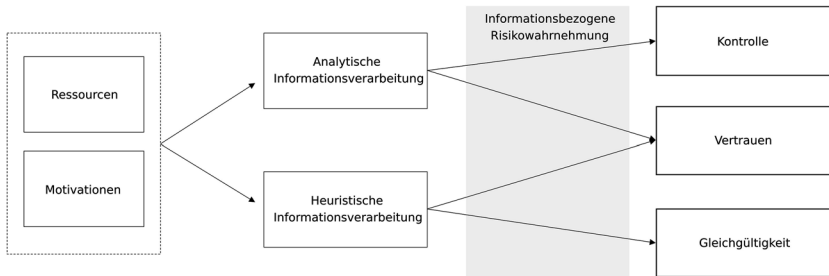 Ressourcen
Motivationen
Analytische
Informationsverarbeitung
Heuristische
Informationsverarbeitung
Informationsbezogene
Risikowahrnehmung
Kontrolle
Vertrauen
Gleichgültigkeit